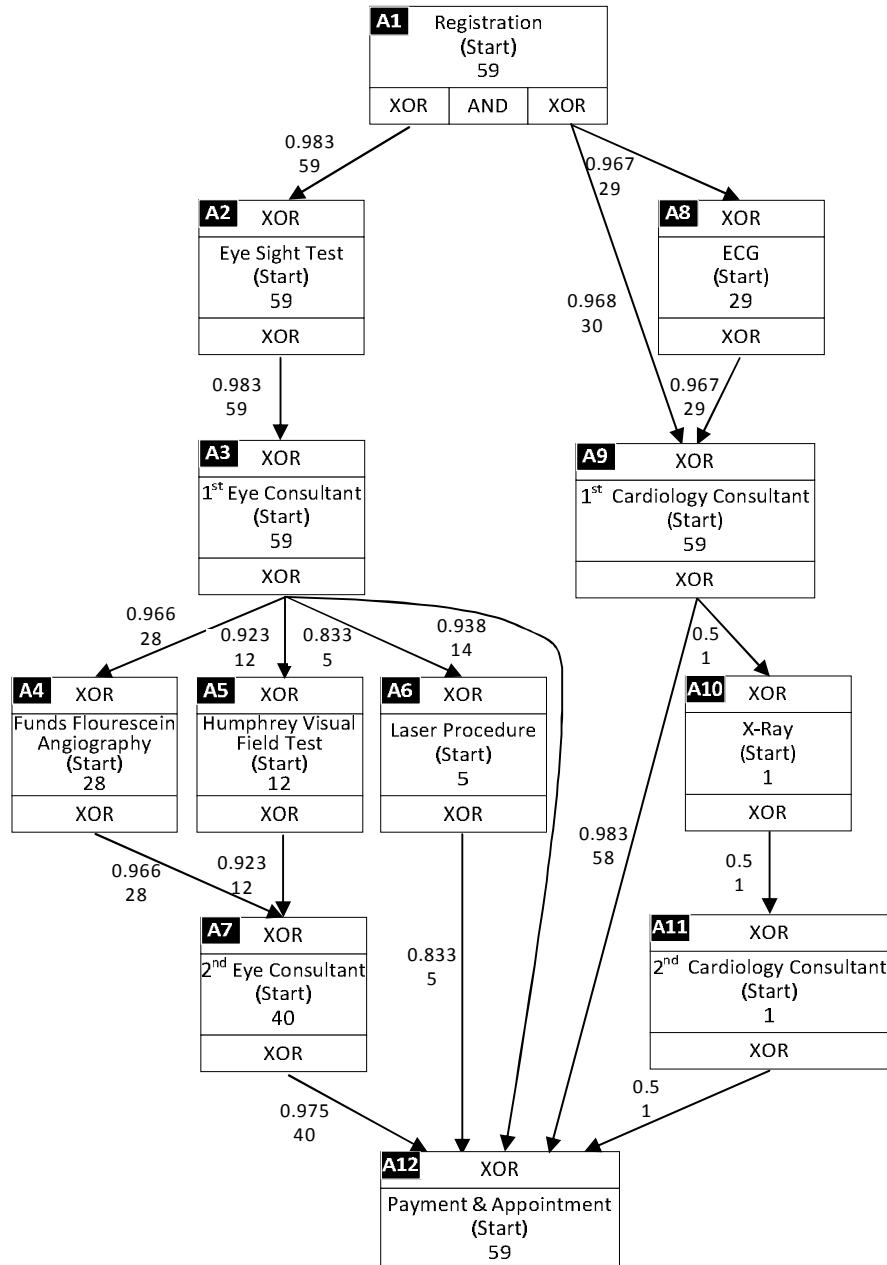 A1
Registration
(Start)
59
XOR AND XOR
0.983
59
0.967
29
A2
XOR
Eye Sight Test
(Start)
59
XOR
A8
XOR
ECG
(Start)
29
XOR
0.968
30
0.983
59
0.967
29
A3
XOR
1st Eye Consultant
(Start)
59
XOR
A9
XOR
1st Cardiology Consultant
(Start)
59
XOR
0.966
28
0.923
12
0.833
5
0.938
14
0.5
1
A4
XOR
Funds Flourescein
Angiography
(Start)
28
XOR
A5
XOR
Humphrey Visual
Field Test
(Start)
12
XOR
A6
XOR
Laser Procedure
(Start)
5
XOR
A10
XOR
X-Ray
(Start)
1
XOR
0.983
58
0.966
28
0.923
12
0.5
1
A7
XOR
2nd Eye Consultant
(Start)
40
XOR
0.833
5
A11
XOR
2nd Cardiology Consultant
(Start)
1
XOR
0.975
40
0.5
1
A12
XOR
Payment & Appointment
(Start)
59